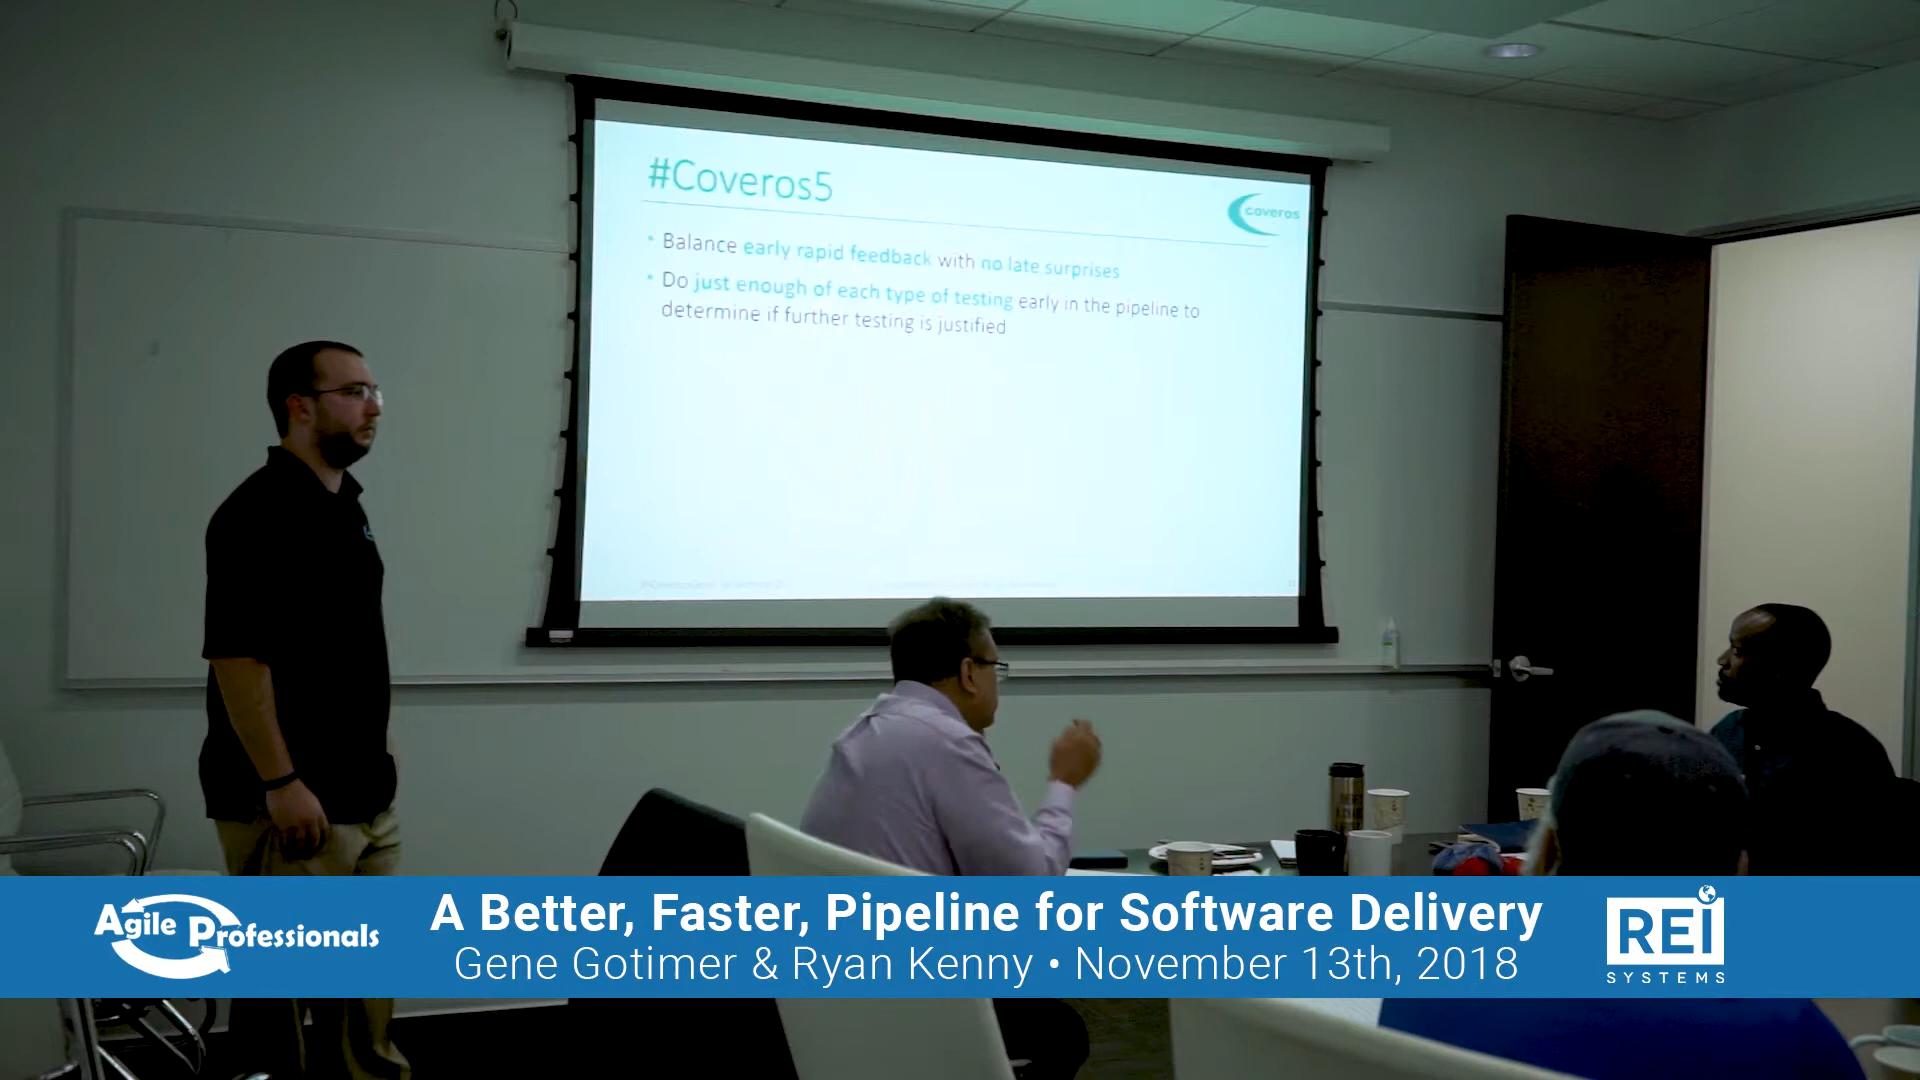 #Coveros5
coveros
Balance early rapid feedback with no late surprises
Do just enough of each type of testing early in the pipeline to
determine if further testing is justified
Agile Professionals
A Better, Faster, Pipeline for Software Delivery
Gene Gotimer & Ryan Kenny • November 13th, 2018
REI
SYSTEMS